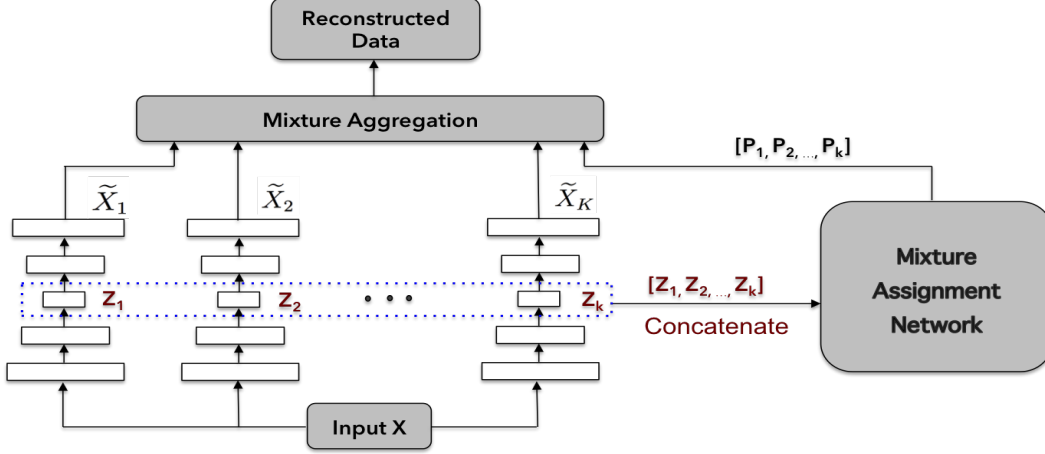 Reconstructed
Data
Mixture Aggregation
[P₁, P₂, ..., Pₖ]
X̃₁
X̃₂
X̃_K
Mixture
Assignment
Network
Z₁
Z₂
• • •
Zₖ
[Z₁, Z₂, ..., Zₖ]
Concatenate
Input X